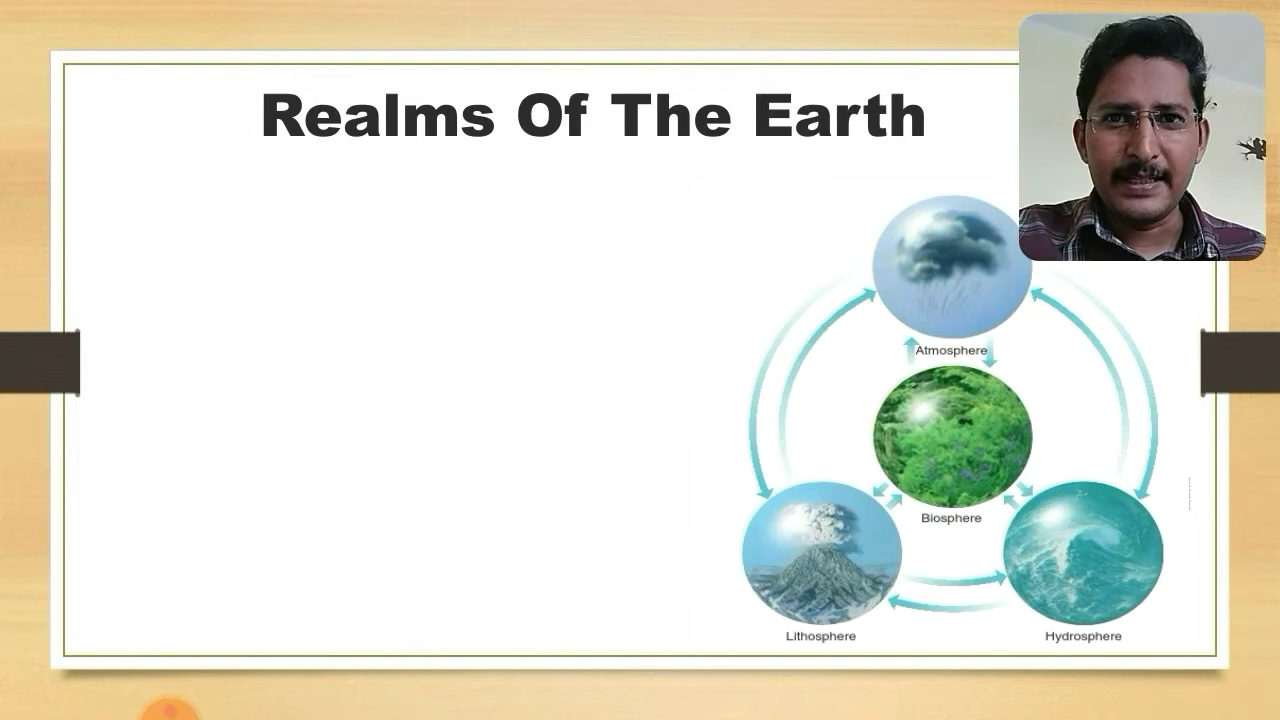 Realms Of The Earth
Atmosphere
Biosphere
Lithosphere
Hydrosphere